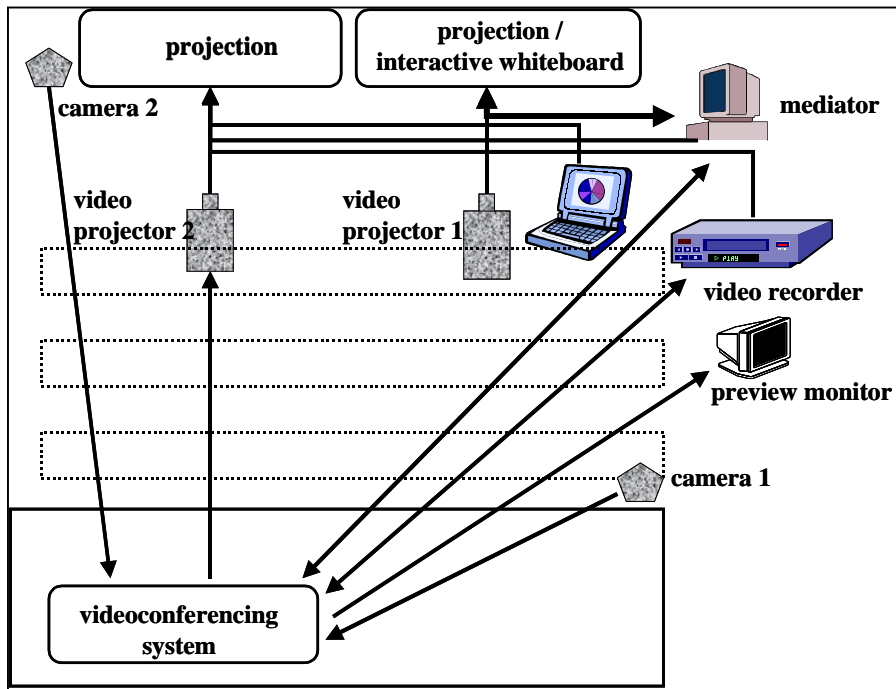 projection
projection /
interactive whiteboard
camera 2
mediator
video
projector 2
video
projector 1
PLAY
video recorder
preview monitor
camera 1
videoconferencing
system